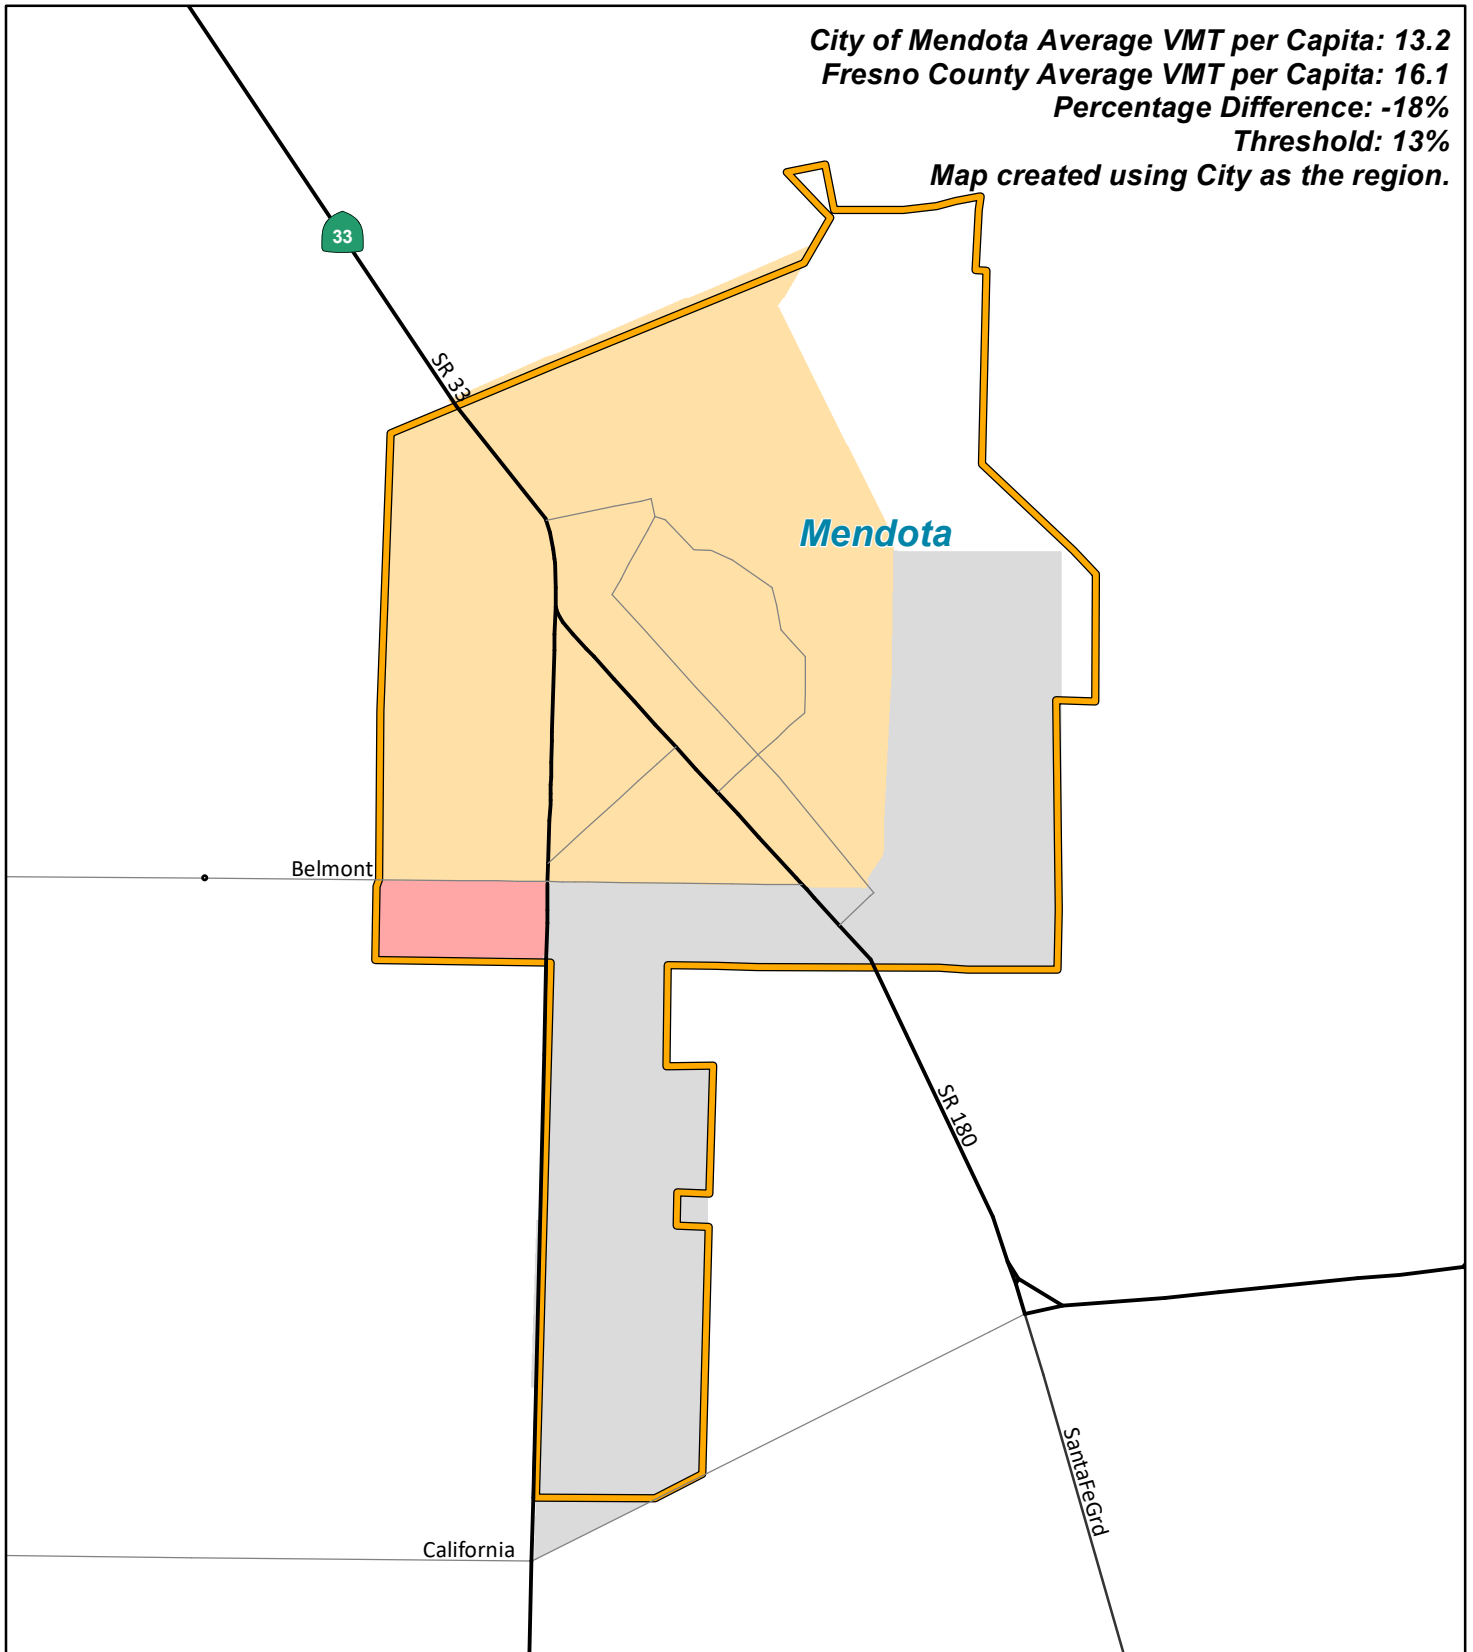 City of Mendota Average VMT per Capita: 13.2
Fresno County Average VMT per Capita: 16.1
Percentage Difference: -18%
Threshold: 13%
Map created using City as the region.
33
SR 33
Mendota
Belmont
SR 180
SantaFeGrd
California